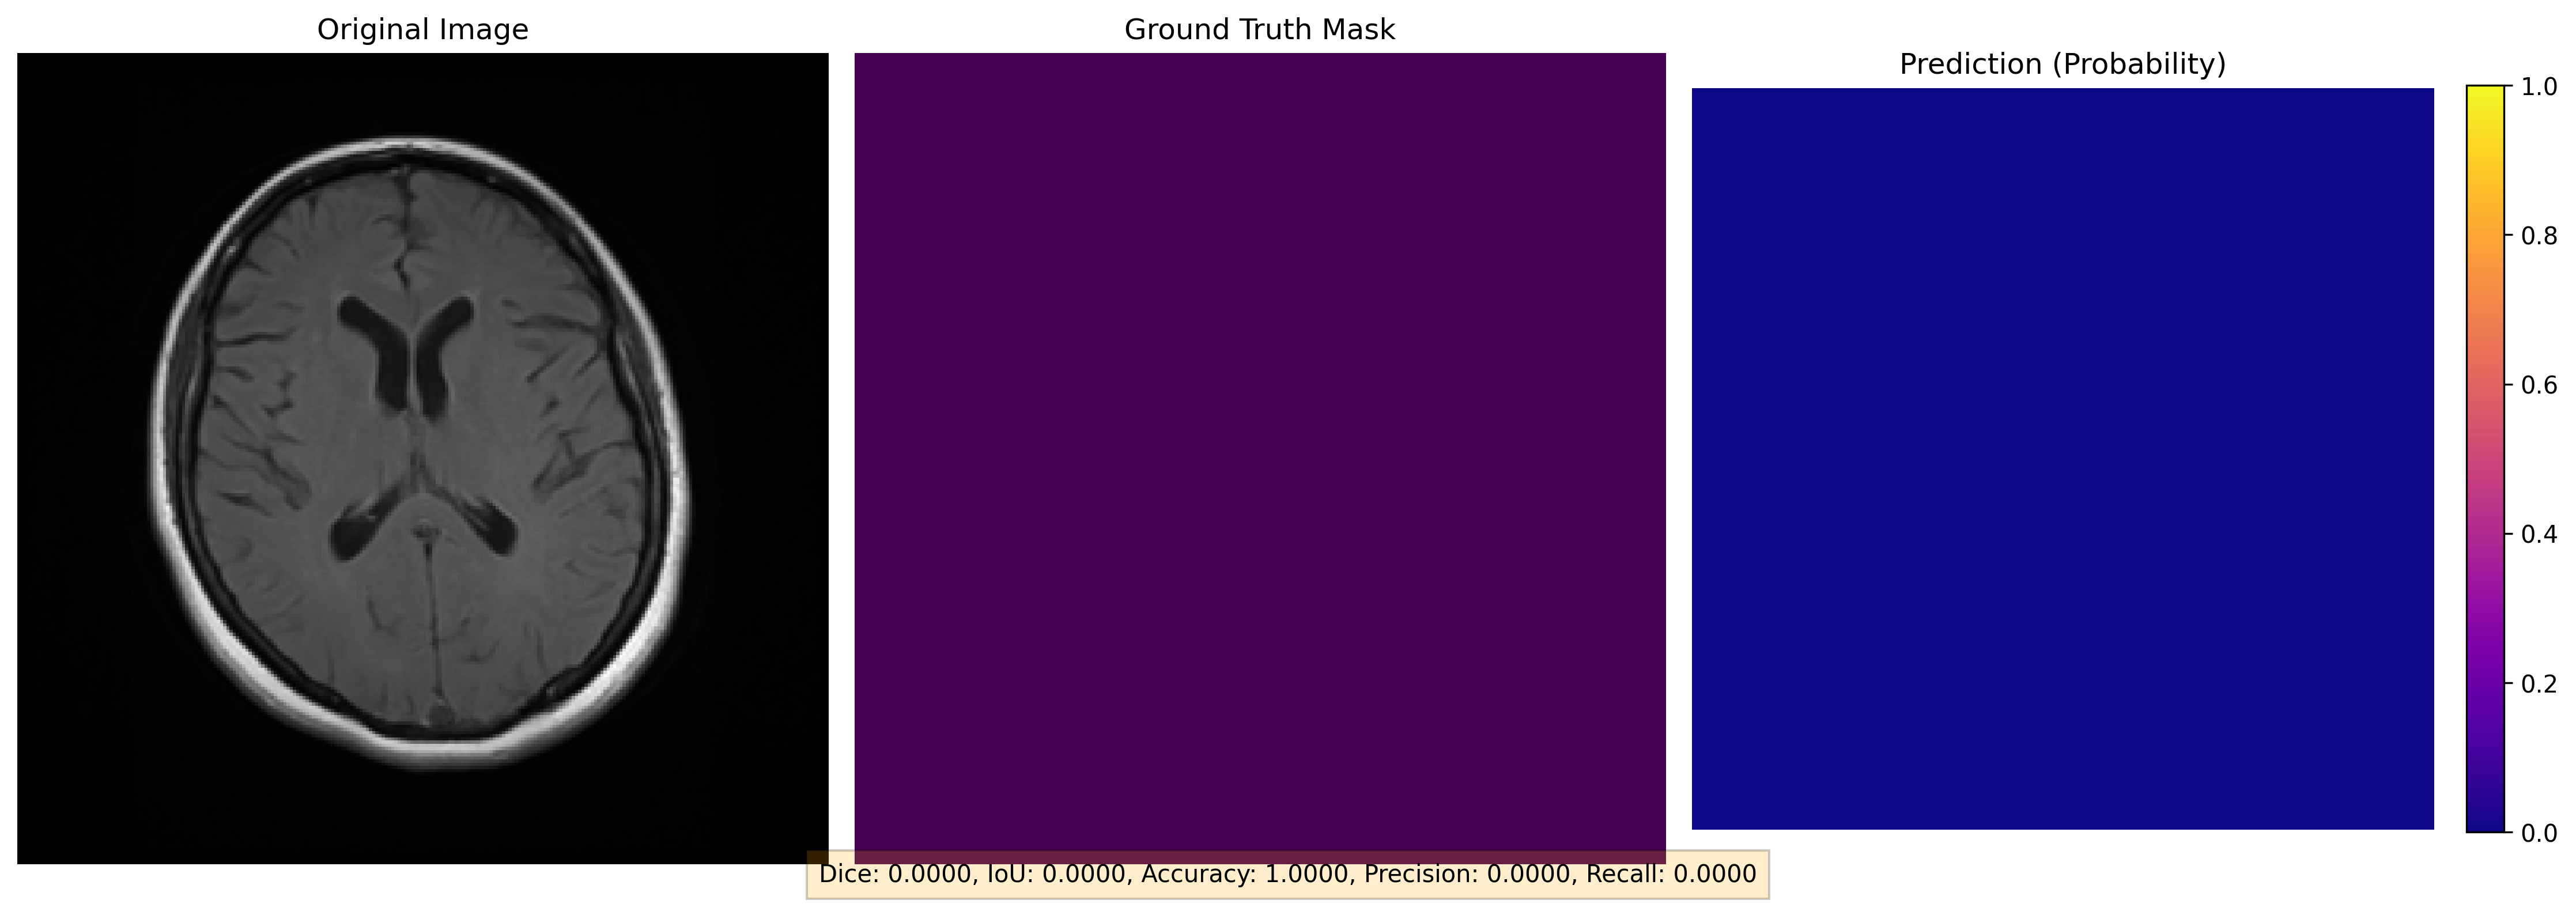 Original Image
Ground Truth Mask
Prediction (Probability)
1.0
0.8
0.6
0.4
0.2
0.0
Dice: 0.0000, IoU: 0.0000, Accuracy: 1.0000, Precision: 0.0000, Recall: 0.0000